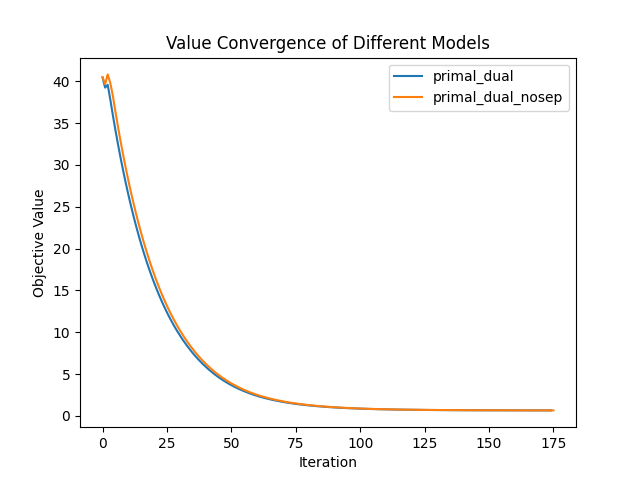 Value Convergence of Different Models
primal_dual
primal_dual_nosep
Objective Value
40
35
30
25
20
15
10
5
0
0 25 50 75 100 125 150 175
Iteration